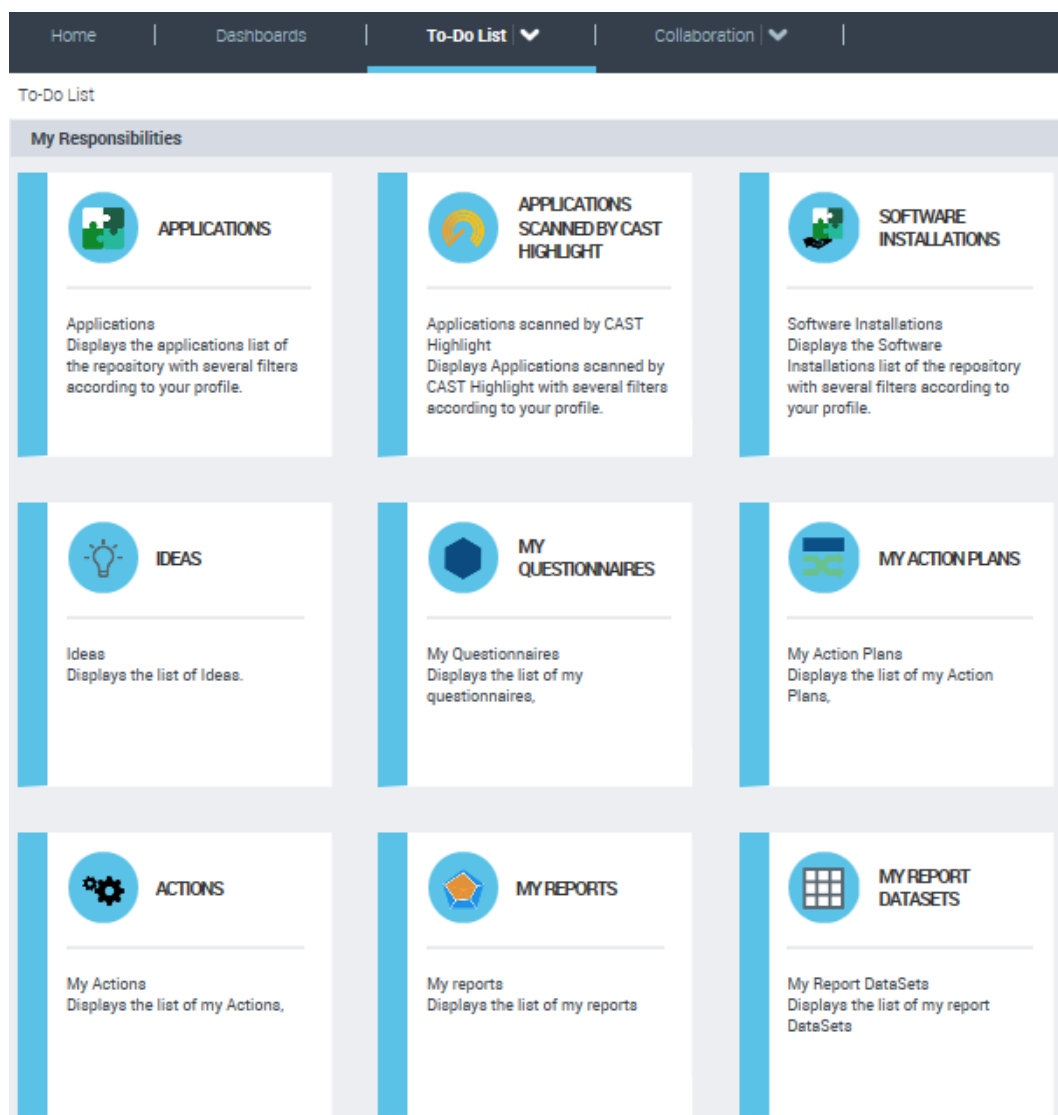 Home
Dashboards
To-Do List
Collaboration
To-Do List
My Responsibilities
APPLICATIONS
Applications
Displays the applications list of
the repository with several filters
according to your profile.
APPLICATIONS
SCANNED BY CAST
HIGHLIGHT
Applications scanned by CAST
Highlight
Displays Applications scanned by
CAST Highlight with several filters
according to your profile.
SOFTWARE
INSTALLATIONS
Software Installations
Displays the Software
Installations list of the repository
with several filters according to
your profile.
IDEAS
Ideas
Displays the list of Ideas.
MY
QUESTIONNAIRES
My Questionnaires
Displays the list of my
questionnaires,
MY ACTION PLANS
My Action Plans
Displays the list of my Action
Plans,
ACTIONS
My Actions
Displays the list of my Actions,
MY REPORTS
My reports
Displays the list of my reports
MY REPORT
DATASETS
My Report DataSets
Displays the list of my report
DataSets